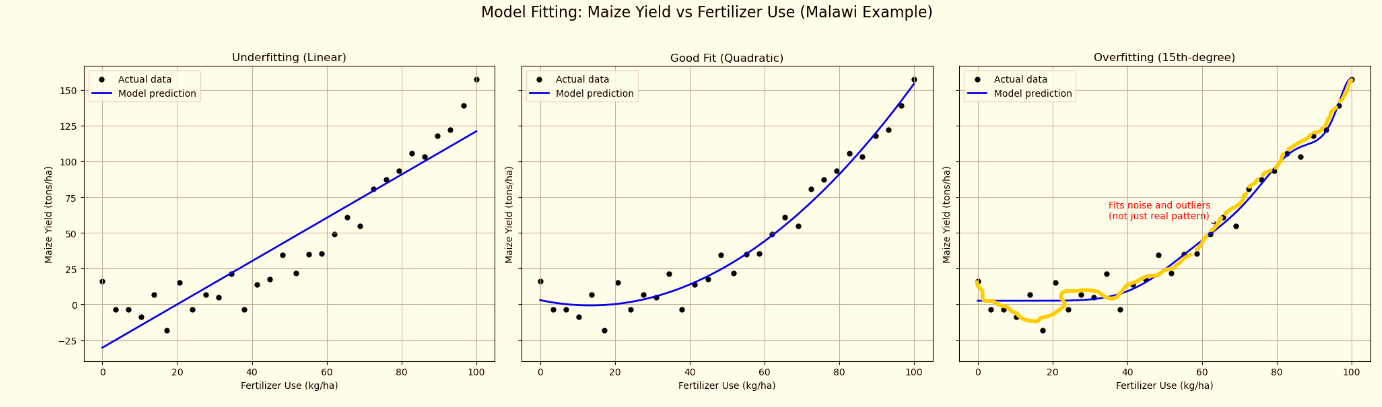 Model Fitting: Maize Yield vs Fertilizer Use (Malawi Example)
Underfitting (Linear)
Actual data
Model prediction
150
125
100
75
50
25
0
−25
Maize Yield (tons/ha)
0 20 40 60 80 100
Fertilizer Use (kg/ha)
Good Fit (Quadratic)
Actual data
Model prediction
Maize Yield (tons/ha)
0 20 40 60 80 100
Fertilizer Use (kg/ha)
Overfitting (15th-degree)
Actual data
Model prediction
Fits noise and outliers
(not just real pattern)
Maize Yield (tons/ha)
0 20 40 60 80 100
Fertilizer Use (kg/ha)